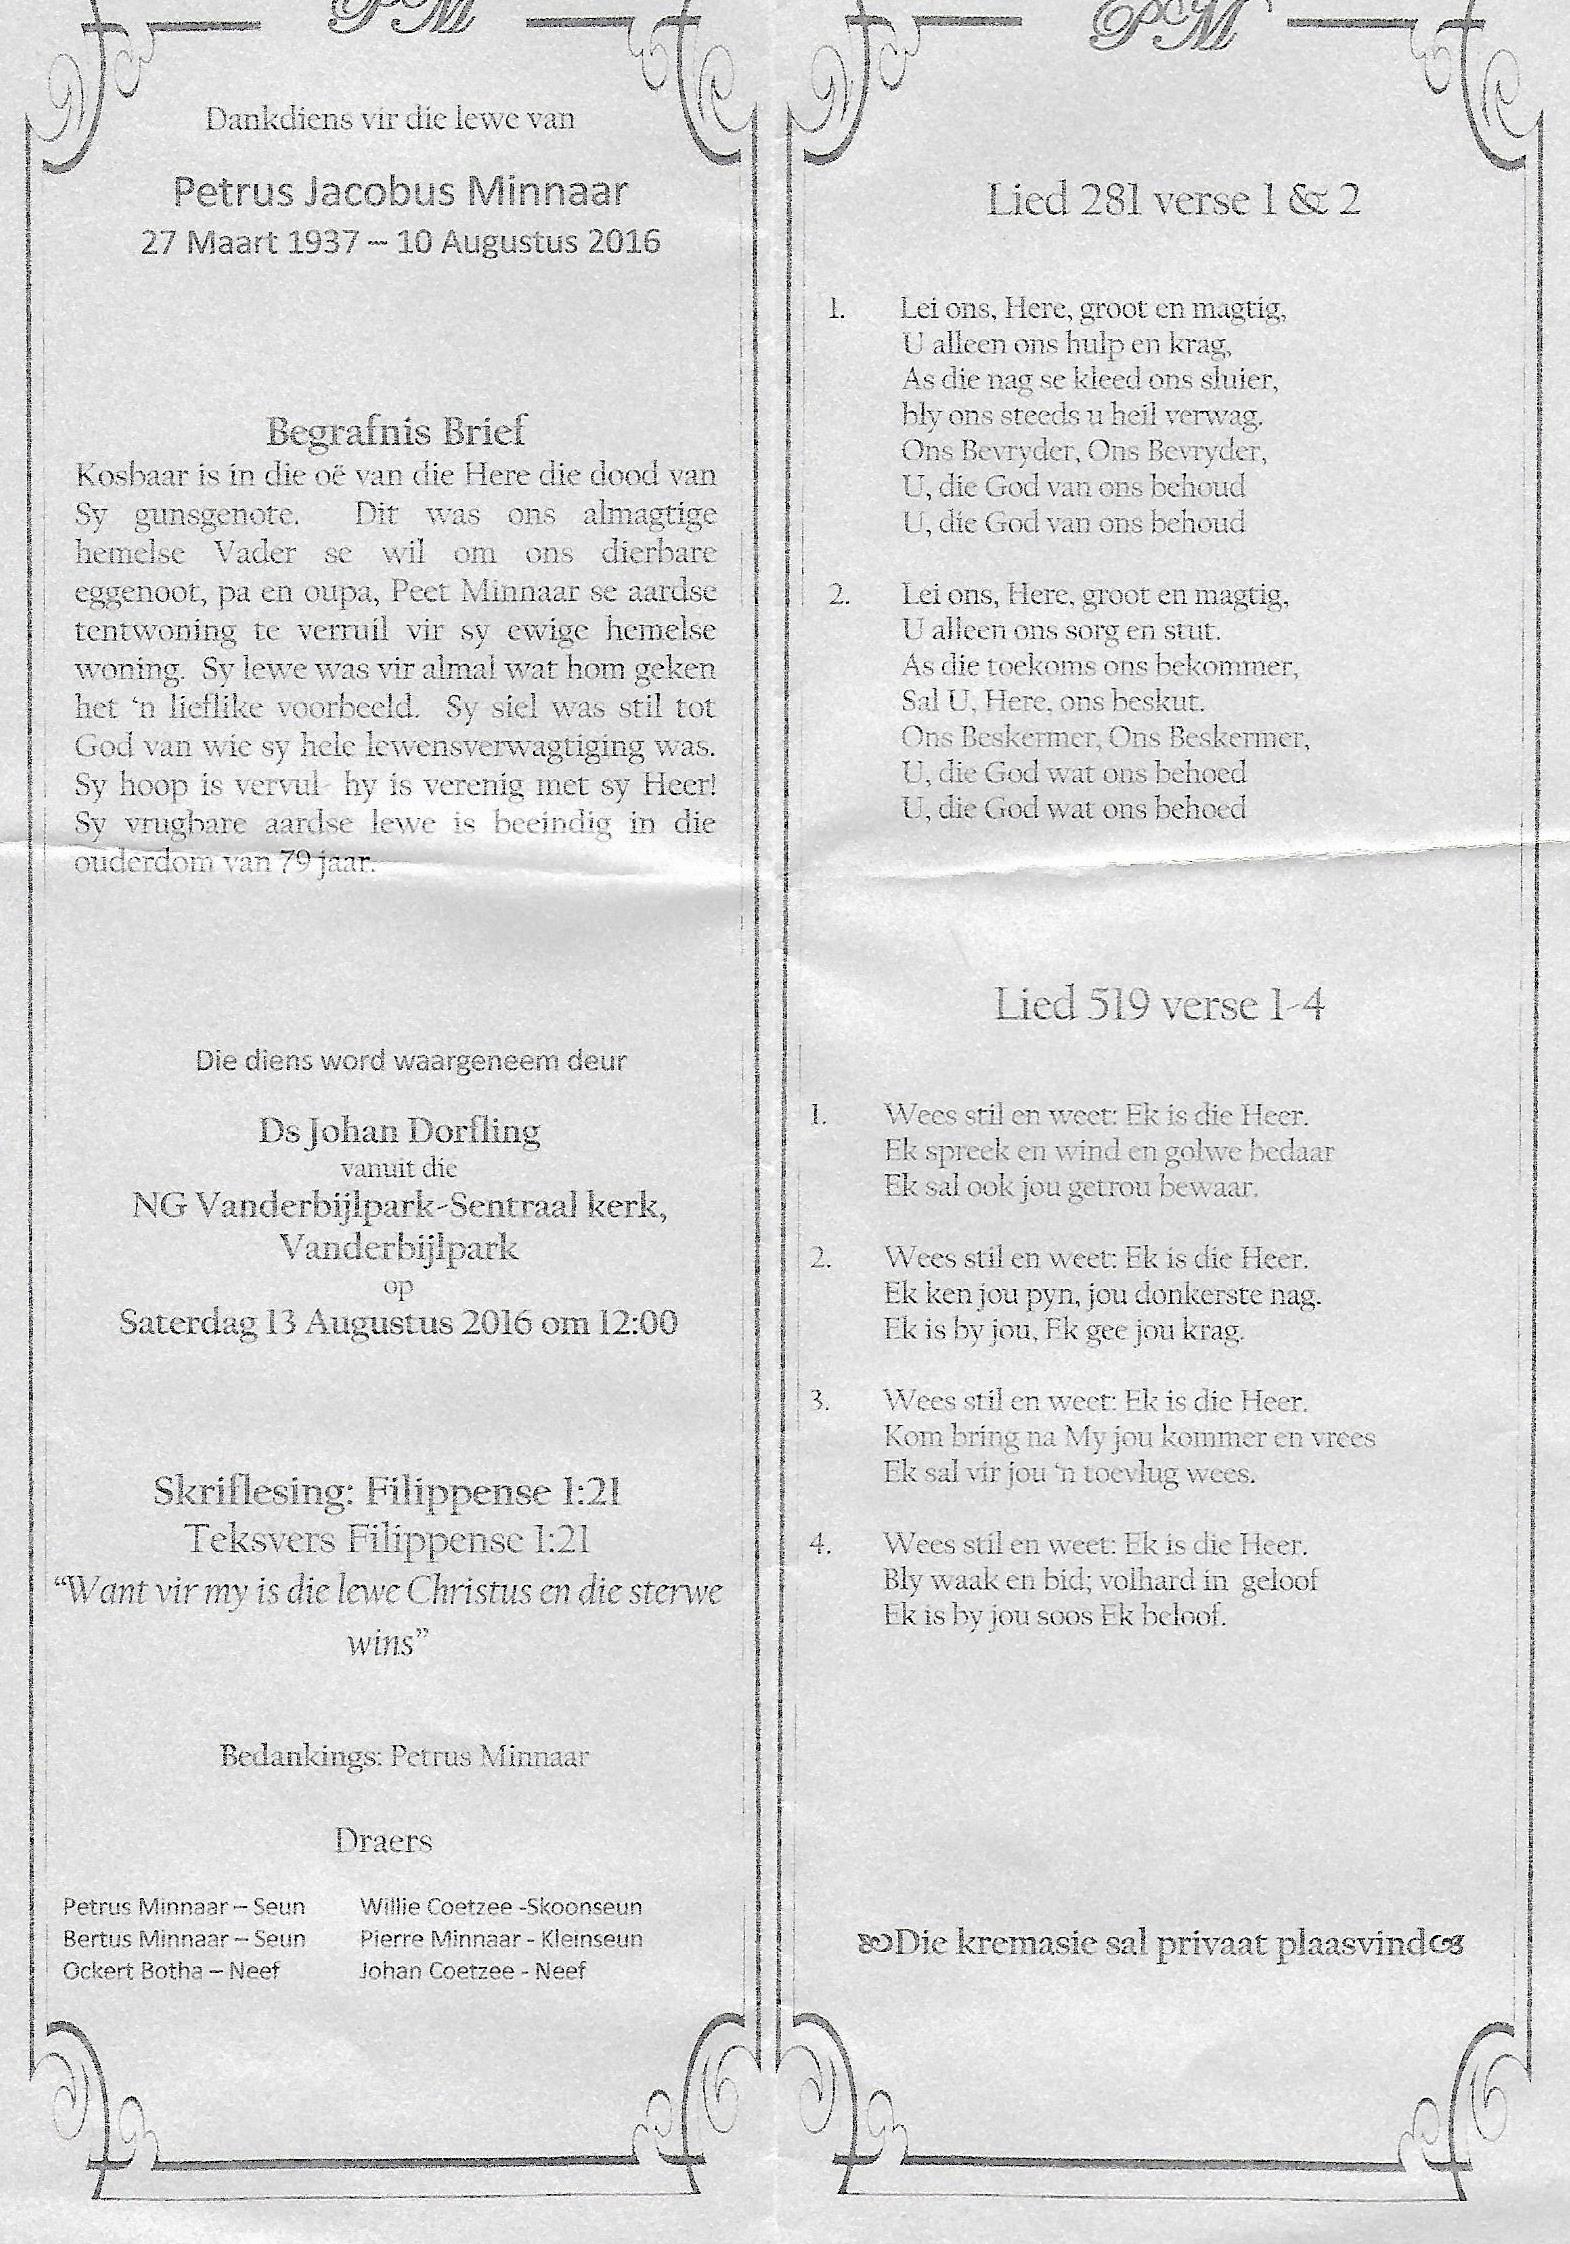 PM
Dankdiens vir die lewe van
Petrus Jacobus Minnaar
27 Maart 1937 – 10 Augustus 2016
Begrafnis Brief
Kosbaar is in die oë van die Here die dood van
Sy gunsgenote. Dit was ons almagtige
hemelse Vader se wil om ons dierbare
eggenoot, pa en oupa, Peet Minnaar se aardse
tentwoning te verruil vir sy ewige hemelse
woning. Sy lewe was vir almal wat hom geken
het ‘n lieflike voorbeeld. Sy siel was stil tot
God van wie sy hele lewensverwagtiging was.
Sy hoop is vervul- hy is verenig met sy Heer!
Sy vrugbare aardse lewe is beeindig in die
ouderdom van 79 jaar.
Die diens word waargeneem deur
Ds Johan Dorfling
vanuit die
NG Vanderbijlpark-Sentraal kerk,
Vanderbijlpark
op
Saterdag 13 Augustus 2016 om 12:00
Skriflesing: Filippense 1:21
Teksvers Filippense 1:21
“Want vir my is die lewe Christus en die sterwe
wins”
Bedankings: Petrus Minnaar
Draers
Petrus Minnaar – Seun Willie Coetzee -Skoonseun
Bertus Minnaar – Seun Pierre Minnaar - Kleinseun
Ockert Botha – Neef Johan Coetzee - Neef
PM
Lied 281 verse 1 & 2
1. Lei ons, Here, groot en magtig,
U alleen ons hulp en krag,
As die nag se kleed ons sluier,
bly ons steeds u heil verwag.
Ons Bevryder, Ons Bevryder,
U, die God van ons behoud
U, die God van ons behoud
2. Lei ons, Here, groot en magtig,
U alleen ons sorg en stut.
As die toekoms ons bekommer,
Sal U, Here, ons beskut.
Ons Beskermer, Ons Beskermer,
U, die God wat ons behoed
U, die God wat ons behoed
Lied 519 verse 1-4
1. Wees stil en weet: Ek is die Heer.
Ek spreek en wind en golwe bedaar
Ek sal ook jou getrou bewaar.
2. Wees stil en weet: Ek is die Heer.
Ek ken jou pyn, jou donkerste nag.
Ek is by jou, Ek gee jou krag.
3. Wees stil en weet: Ek is die Heer.
Kom bring na My jou kommer en vrees
Ek sal vir jou ‘n toevlug wees.
4. Wees stil en weet: Ek is die Heer.
Bly waak en bid; volhard in geloof
Ek is by jou soos Ek beloof.
Die kremasie sal privaat plaasvind